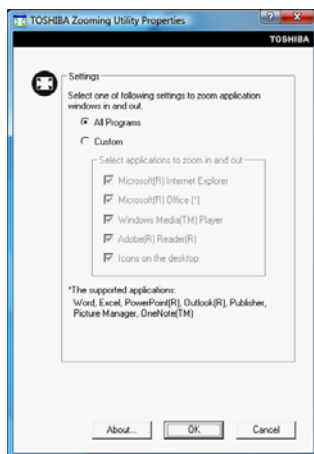 TOSHIBA Zooming Utility Properties
TOSHIBA
Settings
Select one of following settings to zoom application
windows in and out.
All Programs
Custom
Select applications to zoom in and out
Microsoft(R) Internet Explorer
Microsoft(R) Office (*)
Windows Media(TM) Player
Adobe(R) Reader(R)
Icons on the desktop
*The supported applications:
Word, Excel, PowerPoint(R), Outlook(R), Publisher,
Picture Manager, OneNote(TM)
About... OK Cancel